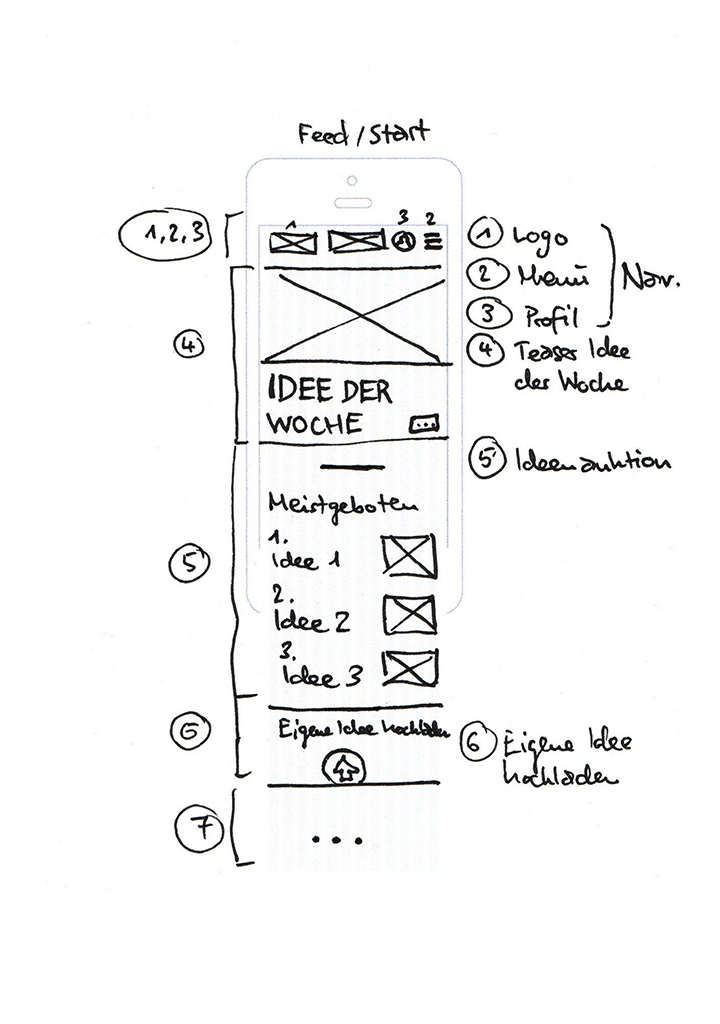 Feed / Start
1, 2, 3
1
3
2
1 Logo
2 Menü
3 Profil
Nav.
4
4 Teaser Idee
der Woche
IDEE DER
WOCHE
...
5 Ideenauktion
5
Meistgeboten
1.
Idee 1
2.
Idee 2
3.
Idee 3
6
Eigene Idee hochladen
6 Eigene Idee
hochladen
7
...